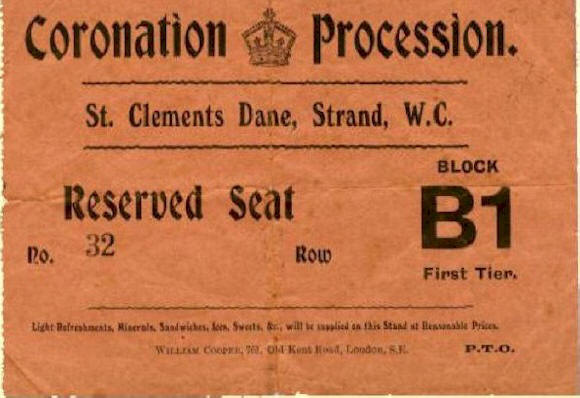 Coronation Procession.
St. Clements Dane, Strand, W.C.
Reserved Seat
BLOCK
B1
First Tier.
No. 32 Row
Light Refreshments, Minerals, Sandwiches, Ices, Sweets, &c., will be supplied on this Stand at Reasonable Prices.
WILLIAM COOPER, 761, Old Kent Road, London, S.E. P.T.O.